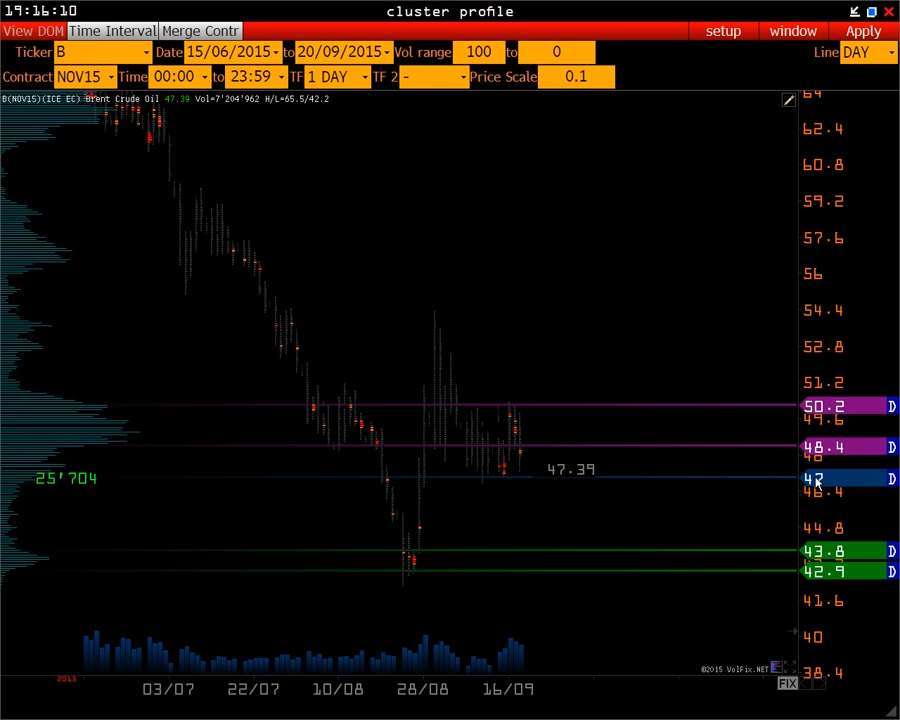 19:16:10 cluster profile
View DOM Time Interval Merge Contr setup window Apply
Ticker B Date 15/06/2015 to 20/09/2015 Vol range 100 to 0 Line DAY
Contract NOV15 Time 00:00 to 23:59 TF 1 DAY TF 2 - Price Scale 0.1
B(NOV15)(ICE EC) Brent Crude Oil 47.39 Vol=7'204'962 H/L=65.5/42.2
64
62.4
60.8
59.2
57.6
56
54.4
52.8
51.2
50.2 D
49.6
48.4 D
48
47.39
25'704 47 D
46.4
44.8
43.8 D
42.9 D
41.6
40
©2015 VolFix.NET
38.4
2015
FIX
03/07 22/07 10/08 28/08 16/09